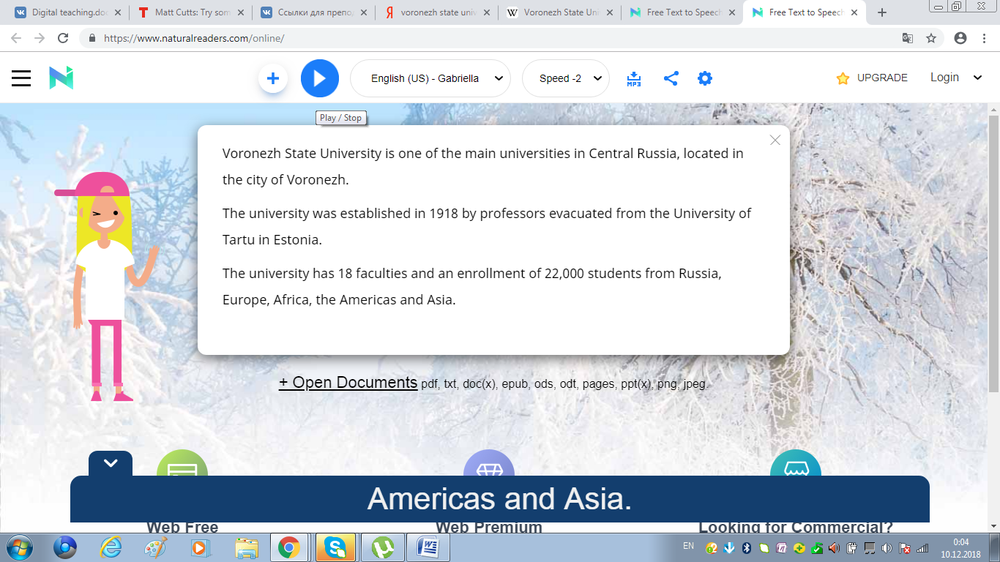 Digital teaching.doc
Matt Cutts: Try som
Ссылки для препод
voronezh state univ
Voronezh State Uni
Free Text to Speech
Free Text to Speech
https://www.naturalreaders.com/online/
English (US) - Gabriella
Speed -2
MP3
UPGRADE
Login
Play / Stop
Voronezh State University is one of the main universities in Central Russia, located in
the city of Voronezh.
The university was established in 1918 by professors evacuated from the University of
Tartu in Estonia.
The university has 18 faculties and an enrollment of 22,000 students from Russia,
Europe, Africa, the Americas and Asia.
+ Open Documents pdf, txt, doc(x), epub, ods, odt, pages, ppt(x), png, jpeg.
Americas and Asia.
Web Free
Web Premium
Looking for Commercial?
EN
0:04
10.12.2018